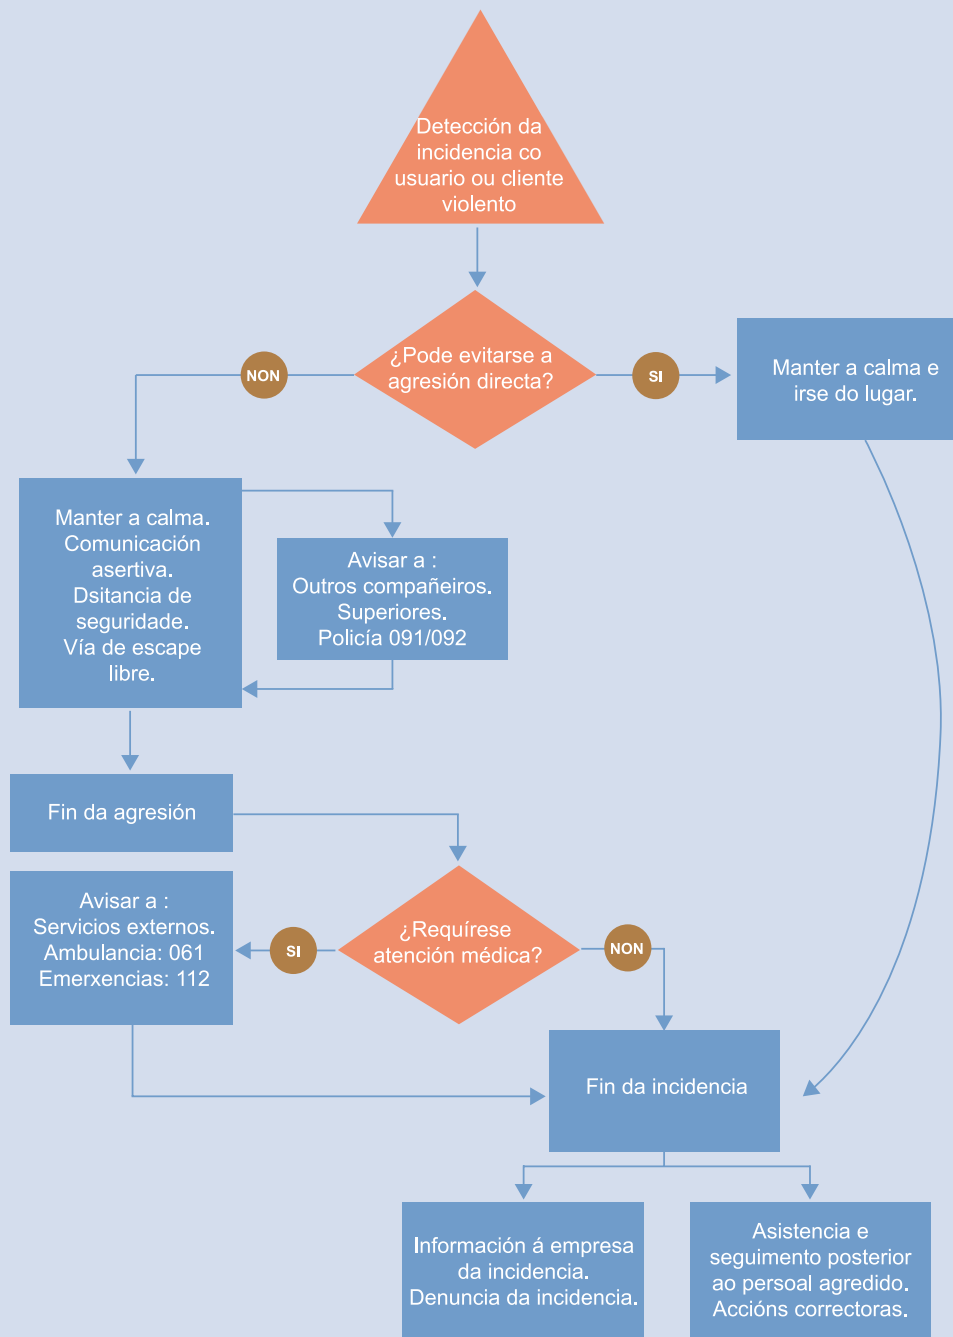 Detección da
incidencia co
usuario ou cliente
violento
¿Pode evitarse a
agresión directa?
NON
SI
Manter a calma e
irse do lugar.
Manter a calma.
Comunicación
asertiva.
Dsitancia de
seguridade.
Vía de escape
libre.
Avisar a :
Outros compañeiros.
Superiores.
Policía 091/092
Fin da agresión
¿Requírese
atención médica?
SI
NON
Avisar a :
Servicios externos.
Ambulancia: 061
Emerxencias: 112
Fin da incidencia
Información á empresa
da incidencia.
Denuncia da incidencia.
Asistencia e
seguimento posterior
ao persoal agredido.
Accións correctoras.